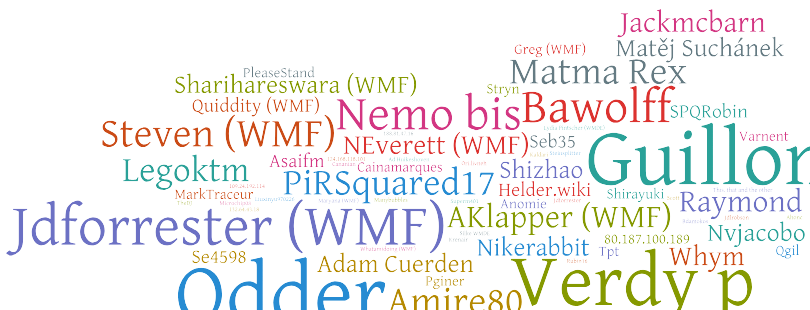 Jackmcbarn
Greg (WMF)
Matěj Suchánek
PleaseStand
Matma Rex
Sharihareswara (WMF)
Stryn
Quiddity (WMF)
Nemo bis
Bawolff
SPQRobin
Steven (WMF)
NEverett (WMF)
Seb35
Varnent
Guillo
Asaifm
Cainamarques
Legoktm
PiRSquared17
Shizhao
MarkTraceur
Helder.wiki
Shirayuki
Raymond
Anomie
Jdforrester (WMF)
AKlapper (WMF)
Nvjacobo
80.187.100.189
Nikerabbit
Tpt
Whym
Qgil
Se4598
Adam Cuerden
Odder
Pginer
Verdy p
Amire80